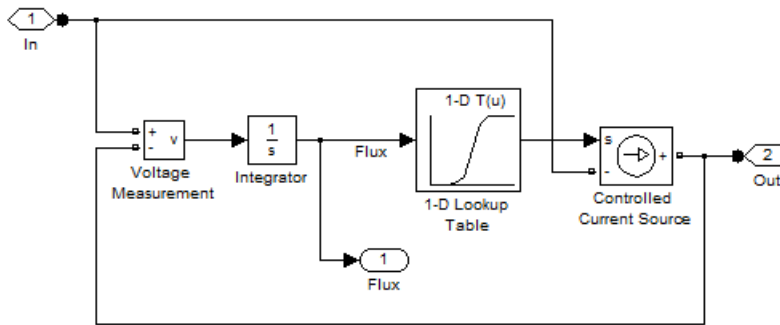 1
In
+
-
v
Voltage
Measurement
1
s
Integrator
Flux
1-D T(u)
1-D Lookup
Table
1
Flux
s
-
+
Controlled
Current Source
2
Out